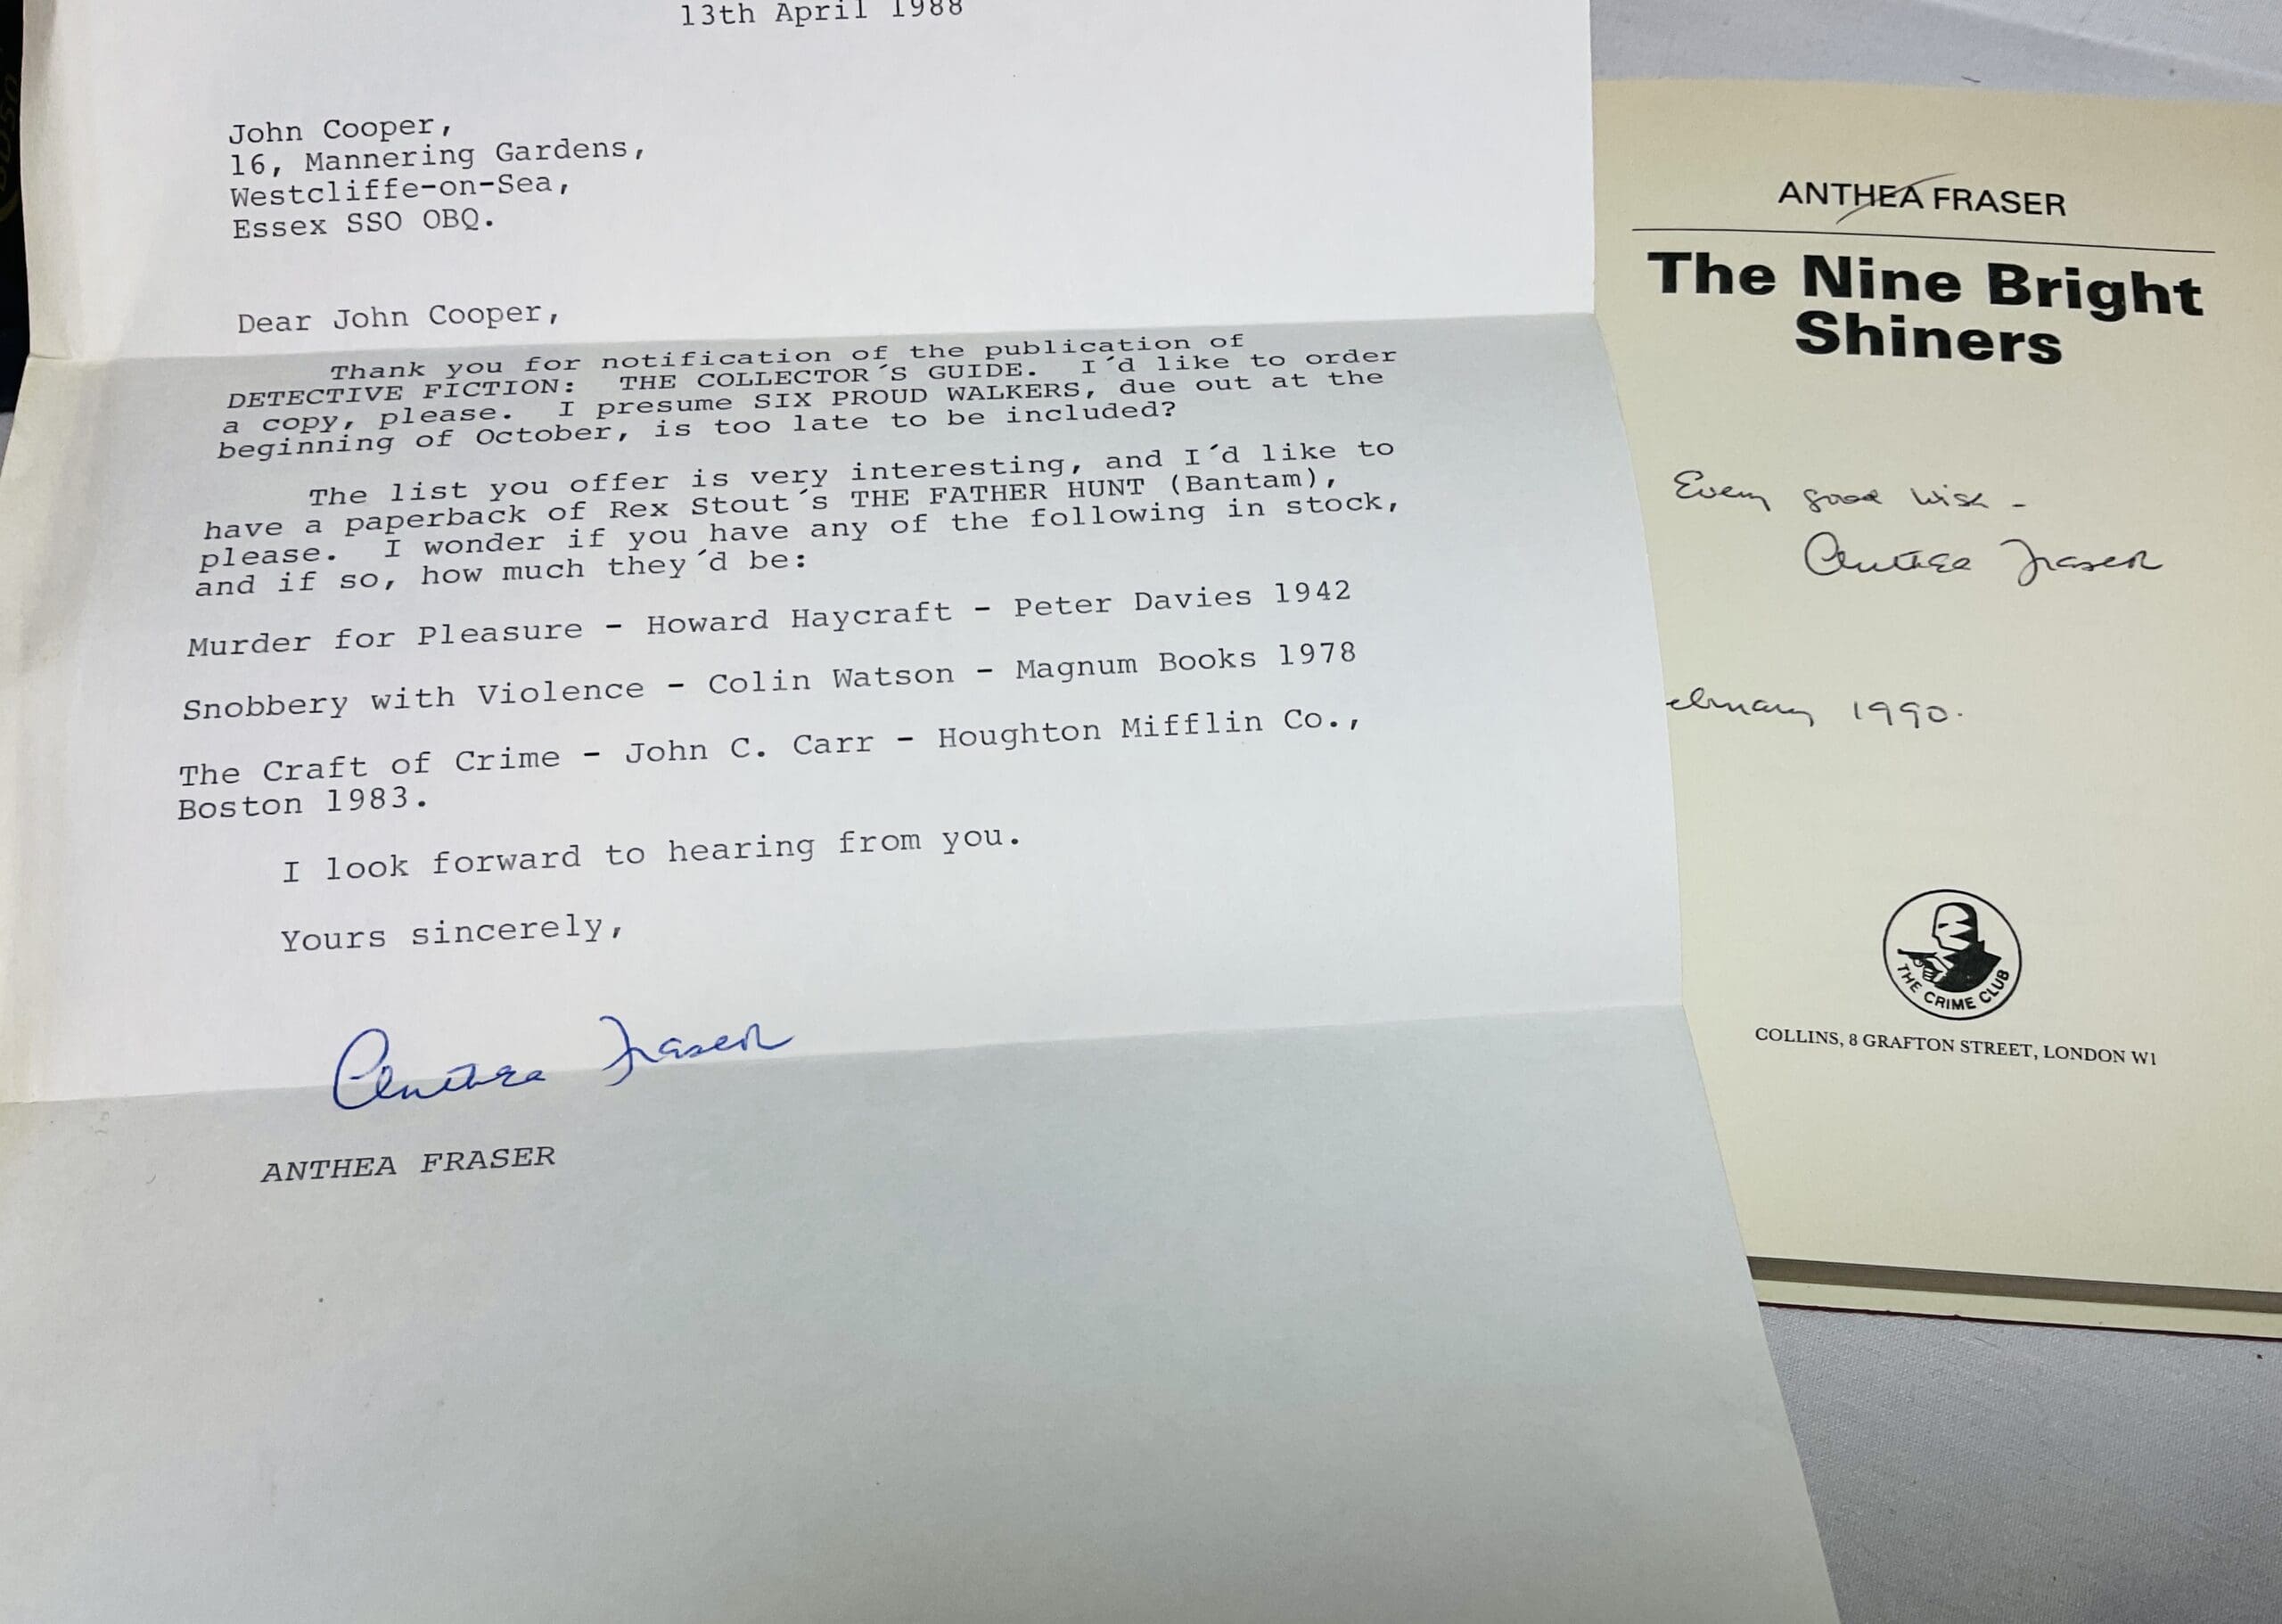 13th April 1988
John Cooper,
16, Mannering Gardens,
Westcliffe-on-Sea,
Essex SSO OBQ.
Dear John Cooper,
Thank you for notification of the publication of
DETECTIVE FICTION: THE COLLECTOR´S GUIDE. I´d like to order
a copy, please. I presume SIX PROUD WALKERS, due out at the
beginning of October, is too late to be included?
The list you offer is very interesting, and I´d like to
have a paperback of Rex Stout´s THE FATHER HUNT (Bantam),
please. I wonder if you have any of the following in stock,
and if so, how much they´d be:
Murder for Pleasure - Howard Haycraft - Peter Davies 1942
Snobbery with Violence - Colin Watson - Magnum Books 1978
The Craft of Crime - John C. Carr - Houghton Mifflin Co.,
Boston 1983.
I look forward to hearing from you.
Yours sincerely,
Anthea Fraser
ANTHEA FRASER
ANTHEA FRASER
The Nine Bright
Shiners
Every good wish -
Anthea Fraser
ebruary 1990.
THE CRIME CLUB
COLLINS, 8 GRAFTON STREET, LONDON W1